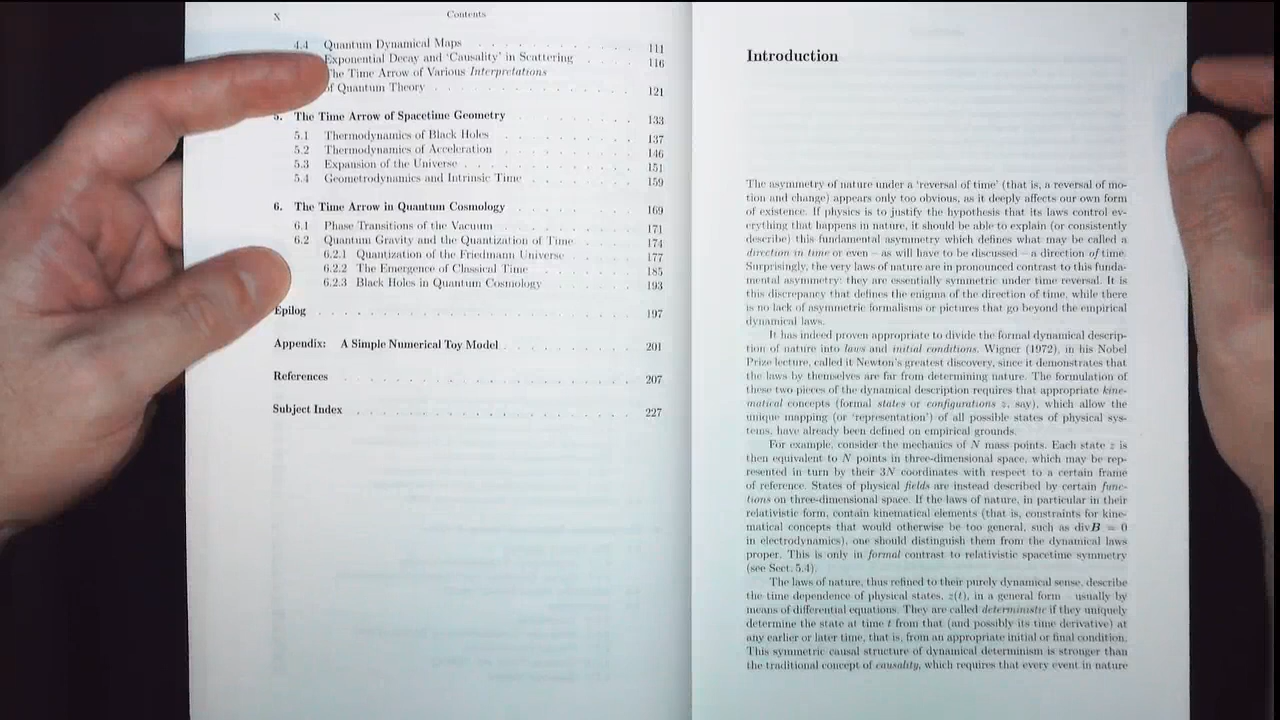 X Contents
4.4 Quantum Dynamical Maps . . . . . . . . . . . 111
Exponential Decay and ‘Causality’ in Scattering . . . 116
The Time Arrow of Various Interpretations
of Quantum Theory . . . . . . . . . . . . . . 121
5. The Time Arrow of Spacetime Geometry . . . . . . . . 133
5.1 Thermodynamics of Black Holes . . . . . . . . . 137
5.2 Thermodynamics of Acceleration . . . . . . . . . 146
5.3 Expansion of the Universe . . . . . . . . . . . 151
5.4 Geometrodynamics and Intrinsic Time . . . . . . . 159
6. The Time Arrow in Quantum Cosmology . . . . . . . . 169
6.1 Phase Transitions of the Vacuum . . . . . . . . . 171
6.2 Quantum Gravity and the Quantization of Time . . . . 174
6.2.1 Quantization of the Friedmann Universe . . . . 177
6.2.2 The Emergence of Classical Time . . . . . . . 185
6.2.3 Black Holes in Quantum Cosmology . . . . . . 193
Epilog . . . . . . . . . . . . . . . . . . . . . 197
Appendix: A Simple Numerical Toy Model . . . . . . . . 201
References . . . . . . . . . . . . . . . . . . . 207
Subject Index . . . . . . . . . . . . . . . . . . 227
Introduction
The asymmetry of nature under a ‘reversal of time’ (that is, a reversal of mo-
tion and change) appears only too obvious, as it deeply affects our own form
of existence. If physics is to justify the hypothesis that its laws control ev-
erything that happens in nature, it should be able to explain (or consistently
describe) this fundamental asymmetry which defines what may be called a
direction in time or even – as will have to be discussed – a direction of time.
Surprisingly, the very laws of nature are in pronounced contrast to this funda-
mental asymmetry: they are essentially symmetric under time reversal. It is
this discrepancy that defines the enigma of the direction of time, while there
is no lack of asymmetric formalisms or pictures that go beyond the empirical
dynamical laws.
It has indeed proven appropriate to divide the formal dynamical descrip-
tion of nature into laws and initial conditions. Wigner (1972), in his Nobel
Prize lecture, called it Newton's greatest discovery, since it demonstrates that
the laws by themselves are far from determining nature. The formulation of
these two pieces of the dynamical description requires that appropriate kine-
matical concepts (formal states or configurations z, say), which allow the
unique mapping (or ‘representation’) of all possible states of physical sys-
tems, have already been defined on empirical grounds.
For example, consider the mechanics of N mass points. Each state z is
then equivalent to N points in three-dimensional space, which may be rep-
resented in turn by their 3N coordinates with respect to a certain frame
of reference. States of physical fields are instead described by certain func-
tions on three-dimensional space. If the laws of nature, in particular in their
relativistic form, contain kinematical elements (that is, constraints for kine-
matical concepts that would otherwise be too general, such as divB = 0
in electrodynamics), one should distinguish them from the dynamical laws
proper. This is only in formal contrast to relativistic spacetime symmetry
(see Sect. 5.4).
The laws of nature, thus refined to their purely dynamical sense, describe
the time dependence of physical states, z(t), in a general form – usually by
means of differential equations. They are called deterministic if they uniquely
determine the state at time t from that (and possibly its time derivative) at
any earlier or later time, that is, from an appropriate initial or final condition.
This symmetric causal structure of dynamical determinism is stronger than
the traditional concept of causality, which requires that every event in nature